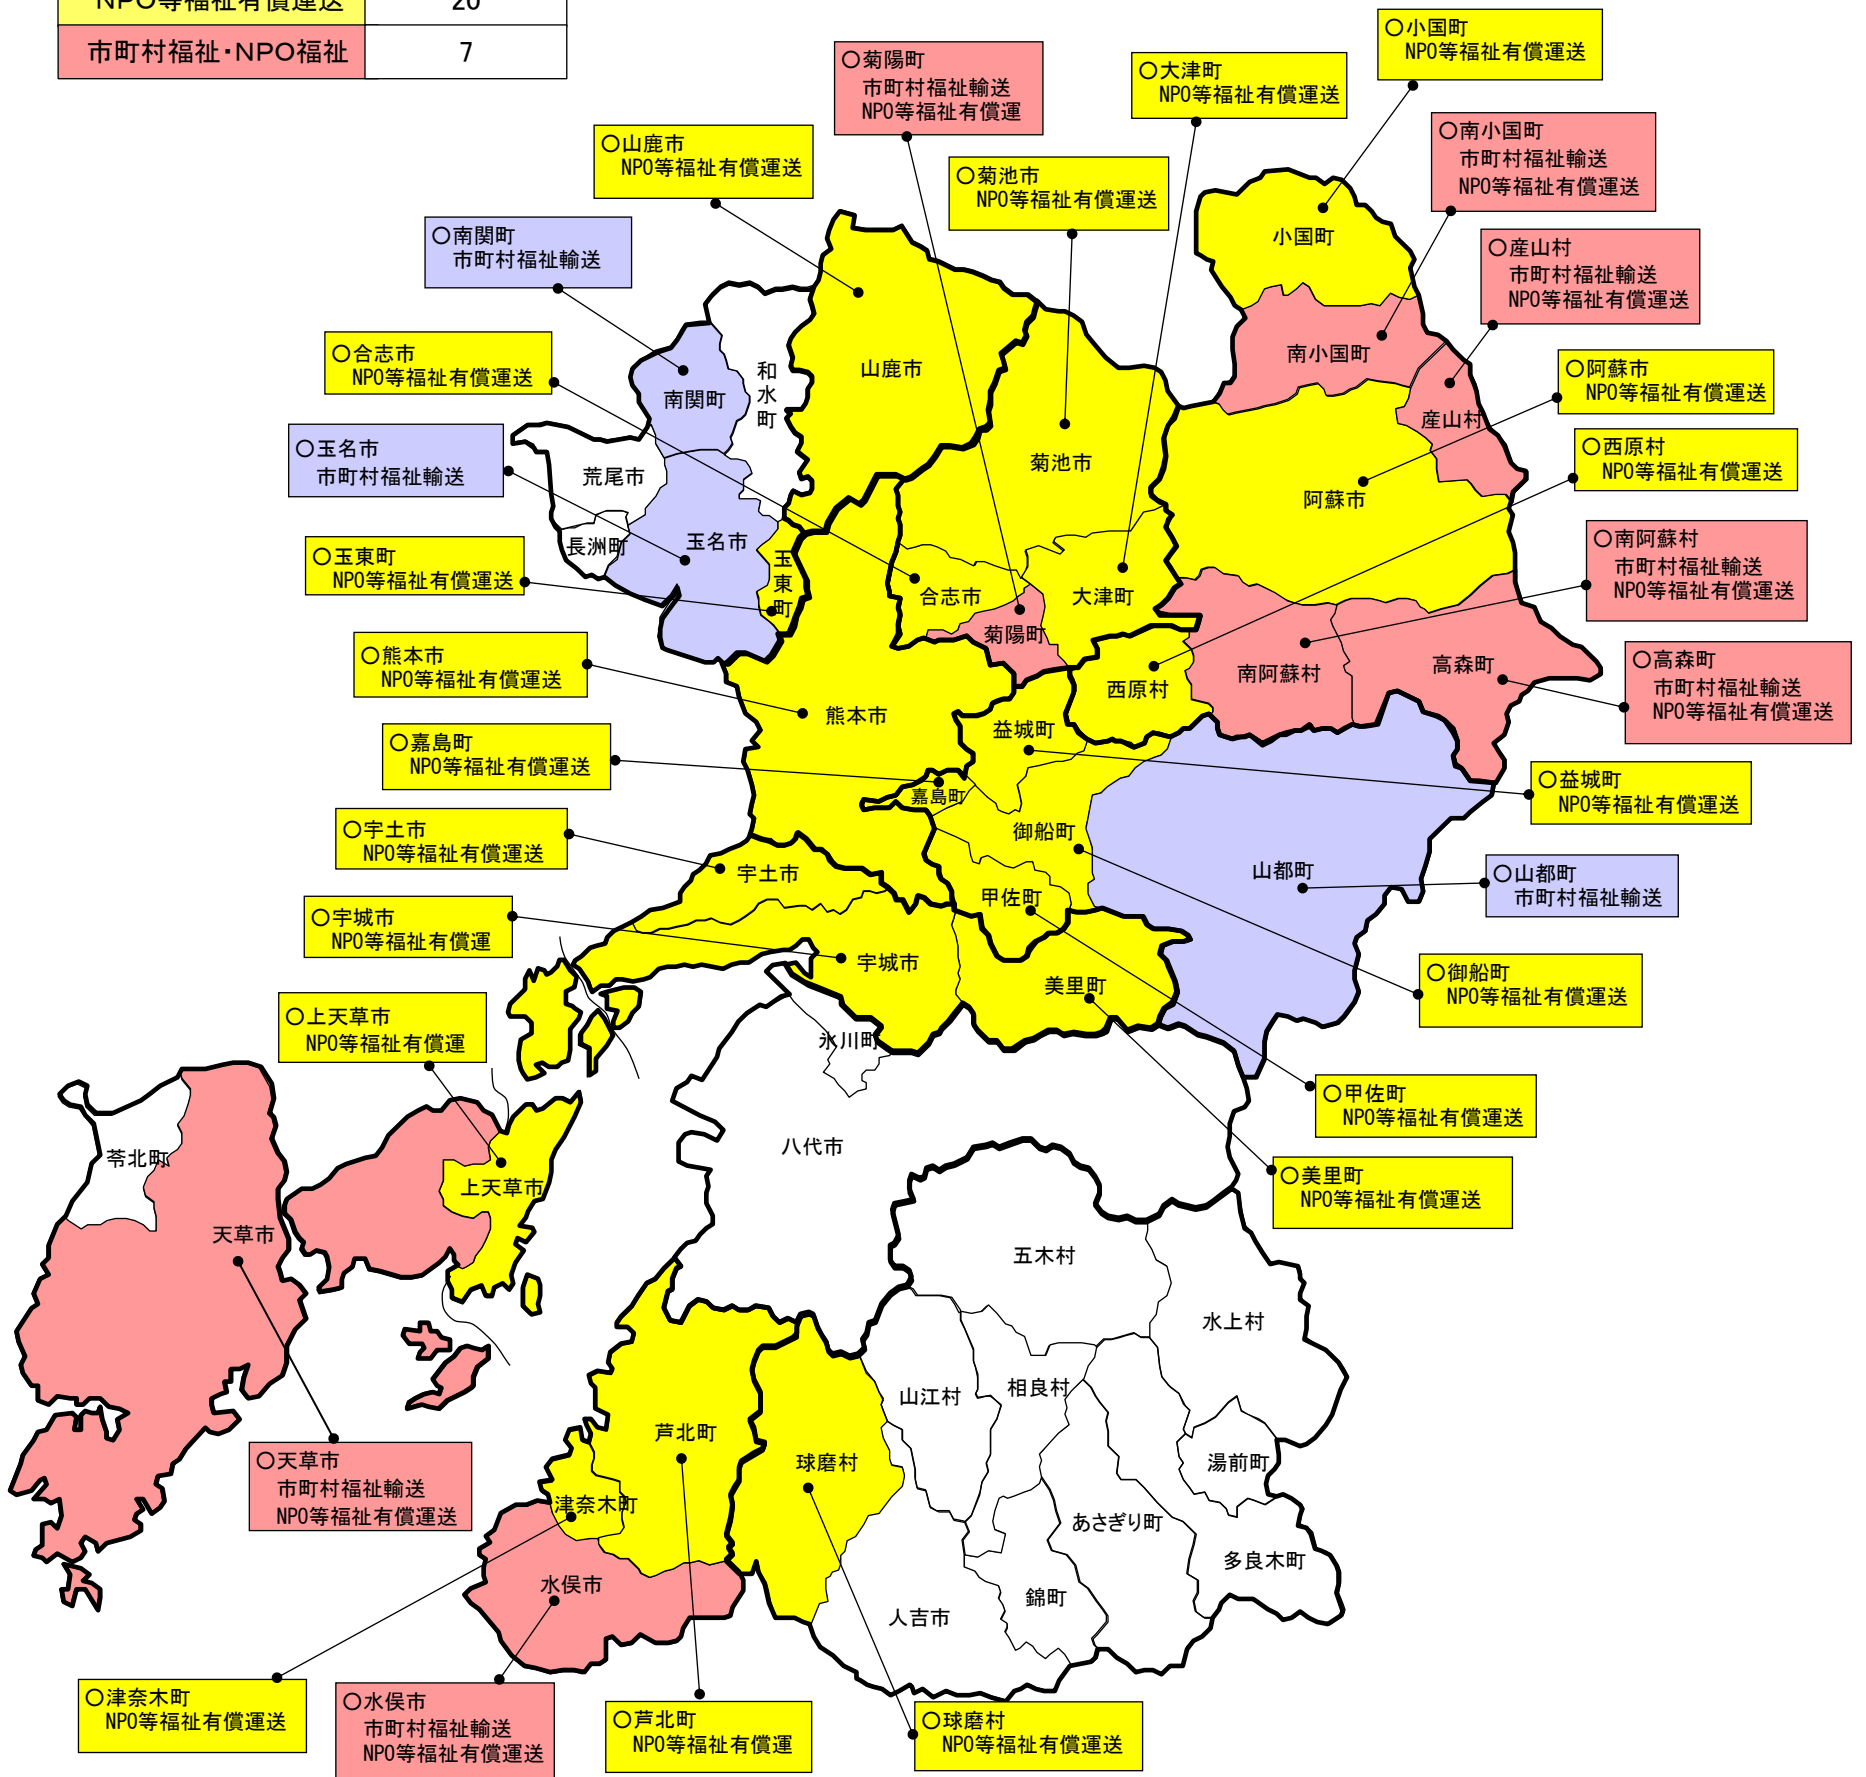 NPO等福祉有償運送 20
市町村福祉・NPO福祉 7
○小国町
NPO等福祉有償運送
○菊陽町
市町村福祉輸送
NPO等福祉有償運
○大津町
NPO等福祉有償運送
○南小国町
市町村福祉輸送
NPO等福祉有償運送
○山鹿市
NPO等福祉有償運送
○菊池市
NPO等福祉有償運送
○南関町
市町村福祉輸送
○産山村
市町村福祉輸送
NPO等福祉有償運送
○合志市
NPO等福祉有償運送
○阿蘇市
NPO等福祉有償運送
○玉名市
市町村福祉輸送
○西原村
NPO等福祉有償運送
○玉東町
NPO等福祉有償運送
○南阿蘇村
市町村福祉輸送
NPO等福祉有償運送
○熊本市
NPO等福祉有償運送
○高森町
市町村福祉輸送
NPO等福祉有償運送
○嘉島町
NPO等福祉有償運送
○益城町
NPO等福祉有償運送
○宇土市
NPO等福祉有償運送
○山都町
市町村福祉輸送
○宇城市
NPO等福祉有償運
○御船町
NPO等福祉有償運送
○上天草市
NPO等福祉有償運
○甲佐町
NPO等福祉有償運送
○美里町
NPO等福祉有償運送
○天草市
市町村福祉輸送
NPO等福祉有償運送
○津奈木町
NPO等福祉有償運送
○水俣市
市町村福祉輸送
NPO等福祉有償運送
○芦北町
NPO等福祉有償運
○球磨村
NPO等福祉有償運送
小国町
南小国町
山鹿市
和水町
南関町
産山村
菊池市
荒尾市
阿蘇市
長洲町
玉名市
玉東町
合志市
大津町
菊陽町
南阿蘇村
高森町
西原村
熊本市
益城町
嘉島町
御船町
山都町
宇土市
甲佐町
宇城市
美里町
氷川町
八代市
苓北町
上天草市
天草市
五木村
水上村
山江村
相良村
芦北町
球磨村
湯前町
津奈木町
あさぎり町
多良木町
水俣市
錦町
人吉市